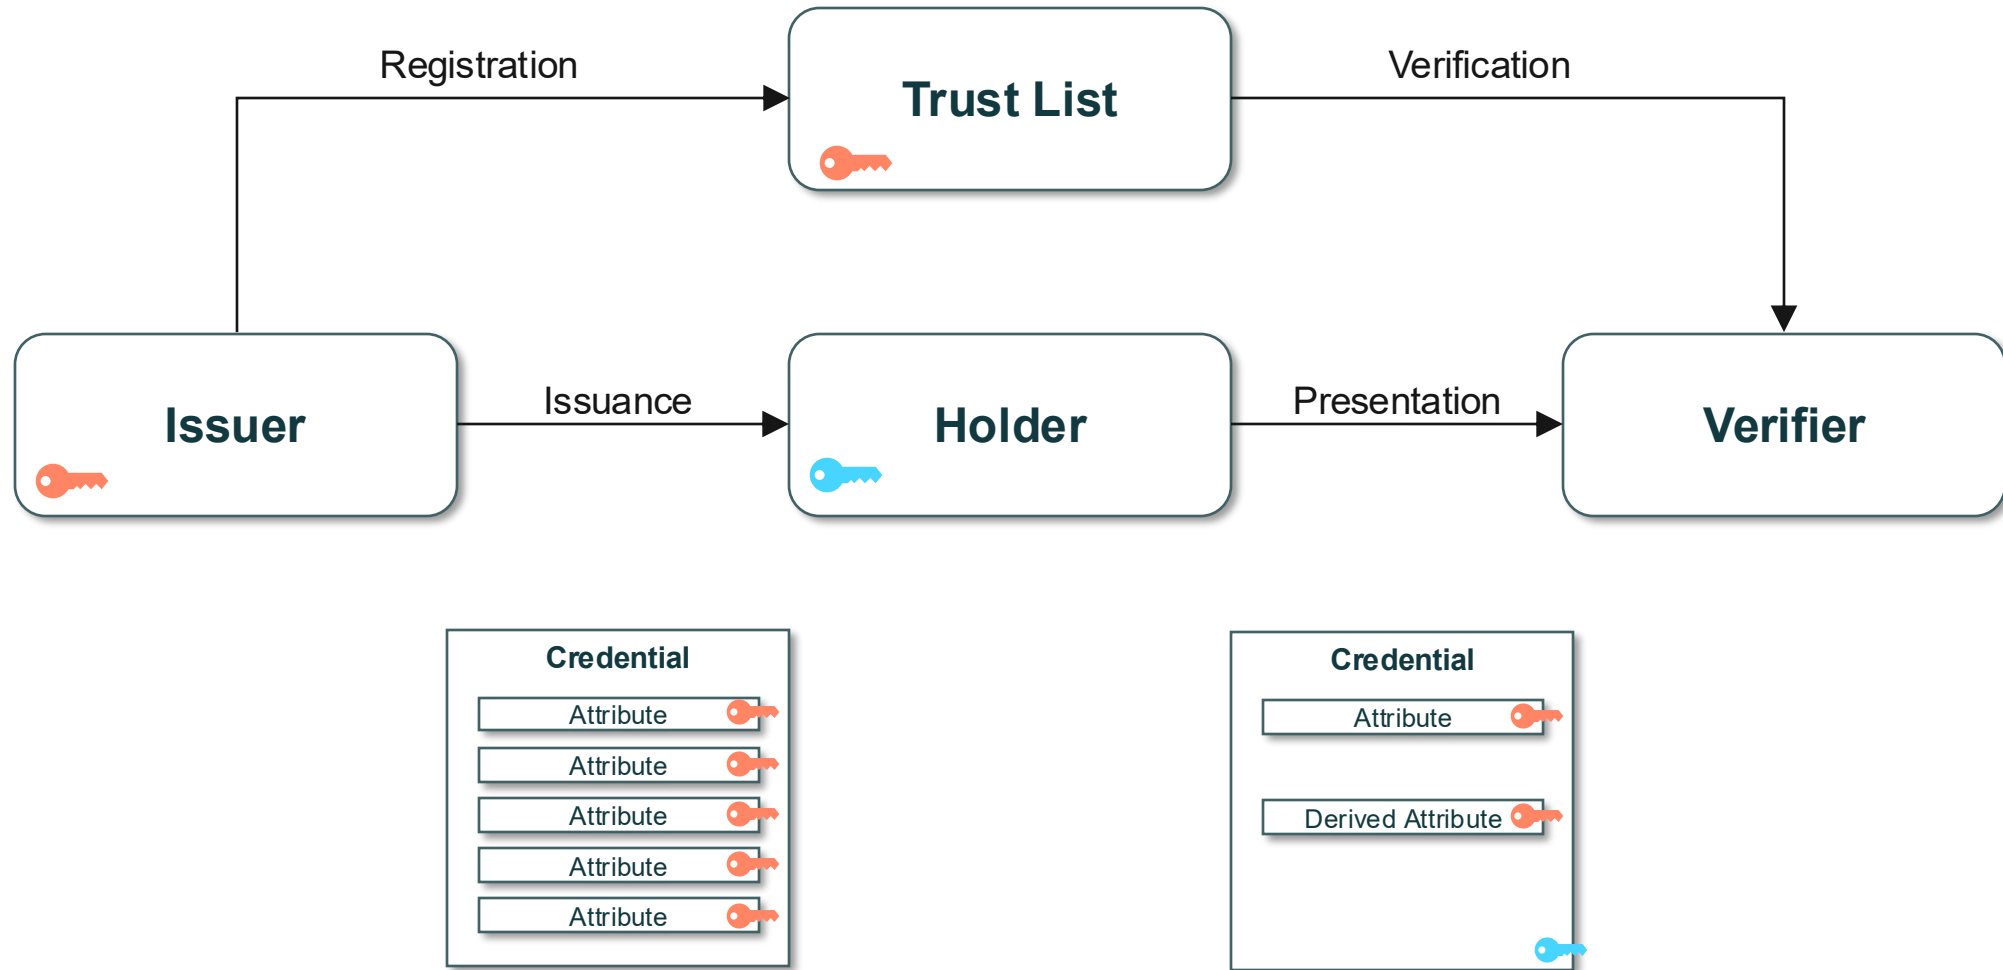 Registration
Verification
Trust List
Issuance
Presentation
Issuer
Holder
Verifier
Credential
Attribute
Attribute
Attribute
Attribute
Attribute
Credential
Attribute
Derived Attribute